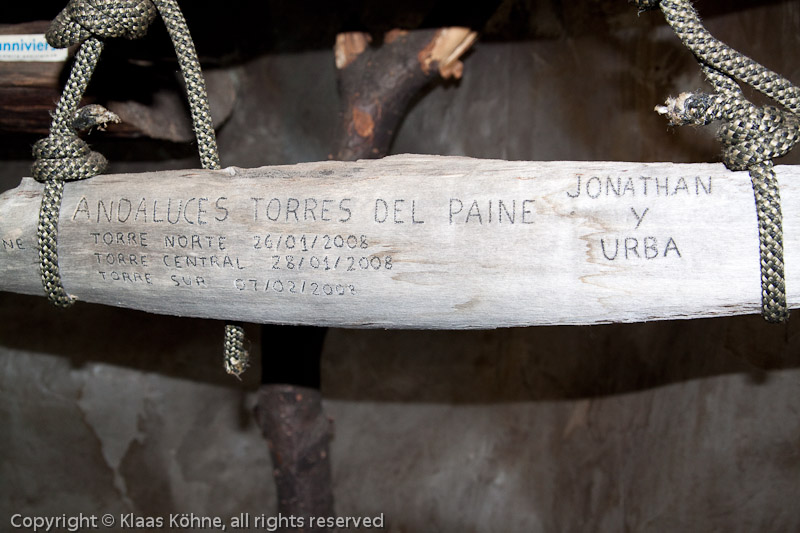 anniviers
ANDALUCES TORRES DEL PAINE
TORRE NORTE 26/01/2008
TORRE CENTRAL 28/01/2008
TORRE SUR 07/02/2008
JONATHAN
Y
URBA
NE
Copyright © Klaas Köhne, all rights reserved